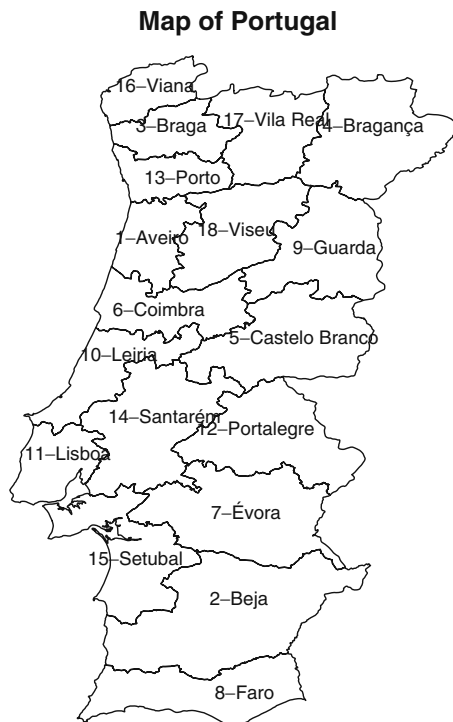 Map of Portugal
16–Viana
3–Braga
17–Vila Real
4–Bragança
13–Porto
1–Aveiro
18–Viseu
9–Guarda
6–Coimbra
10–Leiria
5–Castelo Branco
14–Santarém
12–Portalegre
11–Lisboa
7–Évora
15–Setubal
2–Beja
8–Faro